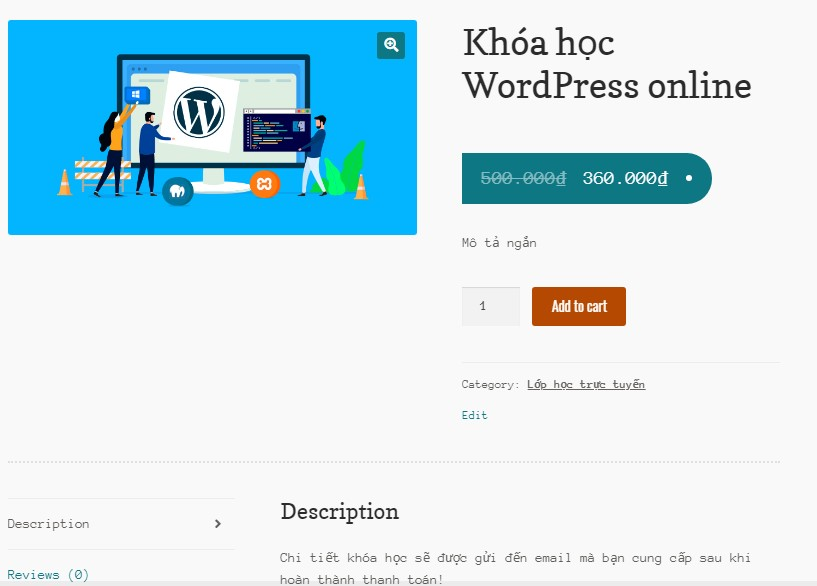 Khóa học
WordPress online
500.000₫ 360.000₫
Mô tả ngắn
1
Add to cart
Category: Lớp học trực tuyến
Edit
Description
Reviews (0)
Description
Chi tiết khóa học sẽ được gửi đến email mà bạn cung cấp sau khi
hoàn thành thanh toán!